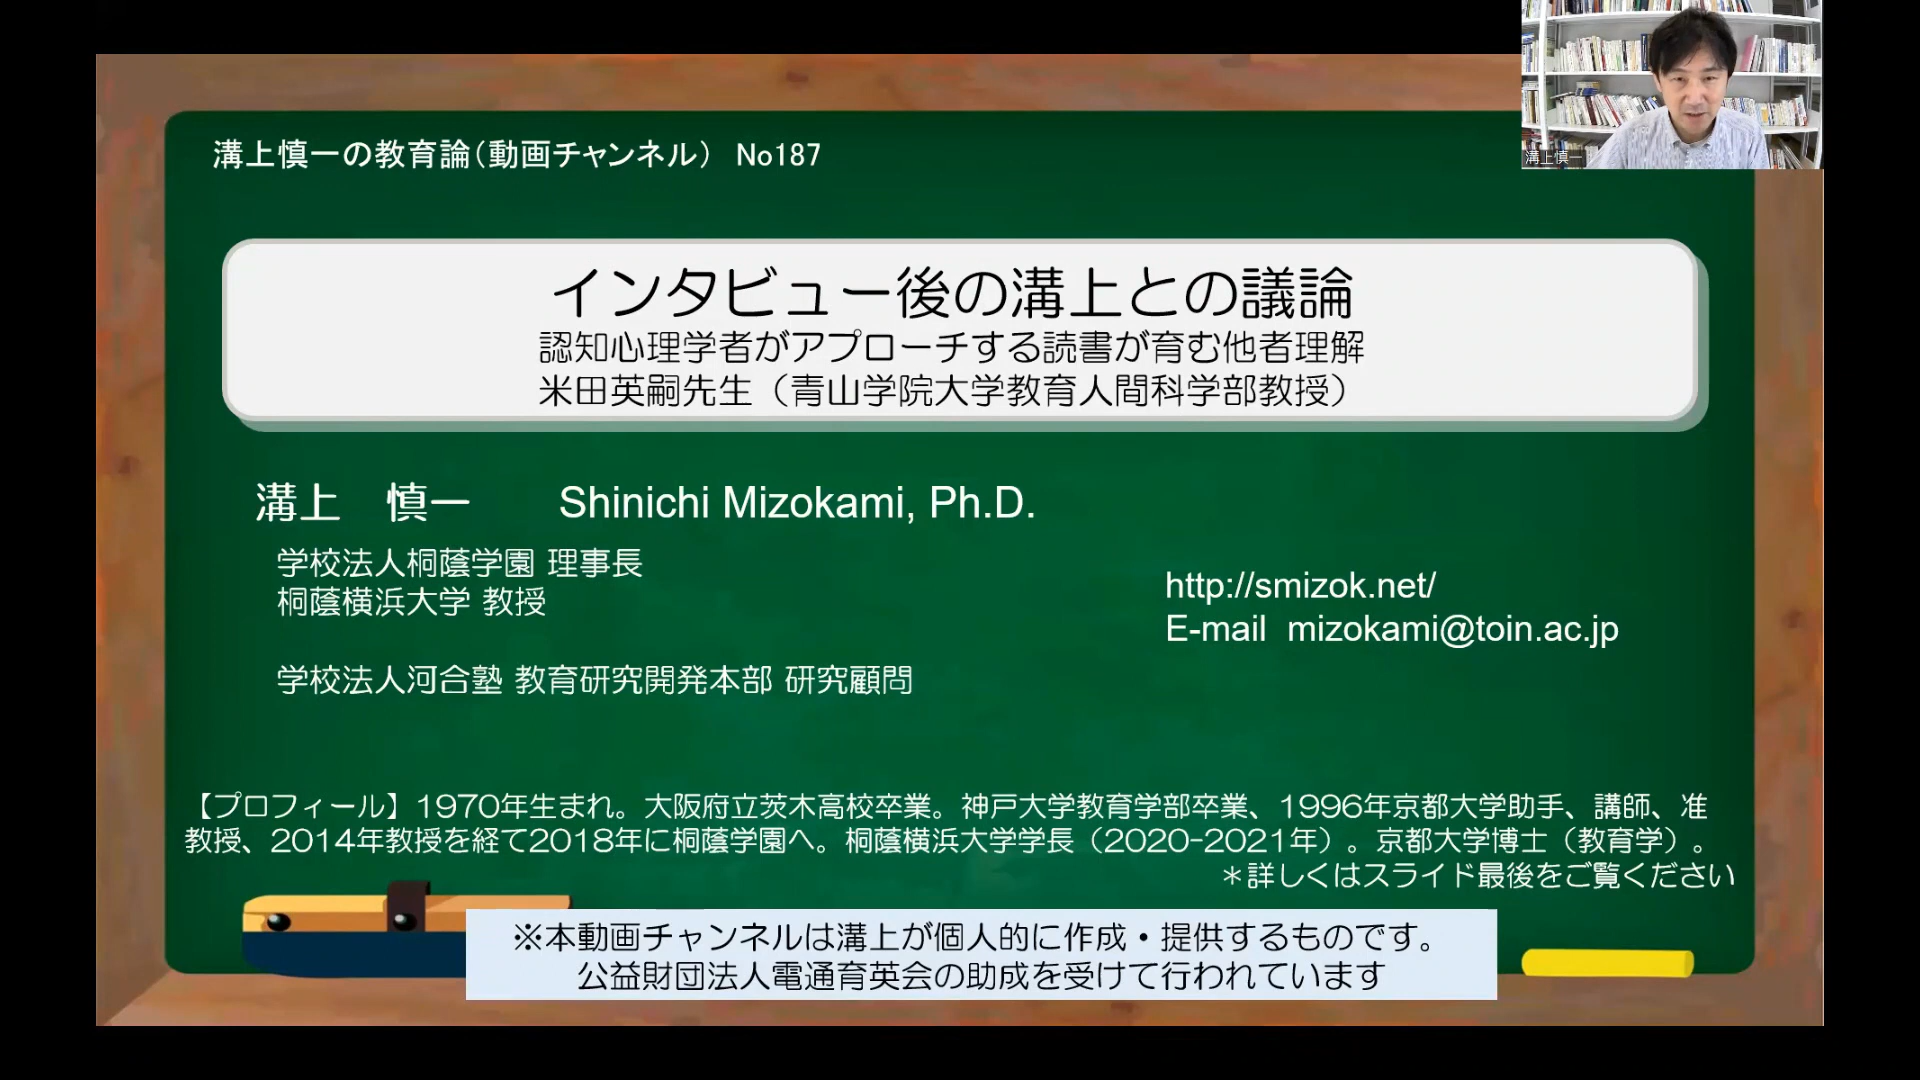 溝上慎一の教育論（動画チャンネル） No187
溝上慎一
インタビュー後の溝上との議論
認知心理学者がアプローチする読書が育む他者理解
米田英嗣先生（青山学院大学教育人間科学部教授）
溝上　慎一　　Shinichi Mizokami, Ph.D.
学校法人桐蔭学園 理事長
桐蔭横浜大学 教授
学校法人河合塾 教育研究開発本部 研究顧問
http://smizok.net/
E-mail mizokami@toin.ac.jp
【プロフィール】1970年生まれ。大阪府立茨木高校卒業。神戸大学教育学部卒業、1996年京都大学助手、講師、准
教授、2014年教授を経て2018年に桐蔭学園へ。桐蔭横浜大学学長（2020-2021年）。京都大学博士（教育学）。
＊詳しくはスライド最後をご覧ください
※本動画チャンネルは溝上が個人的に作成・提供するものです。
公益財団法人電通育英会の助成を受けて行われています